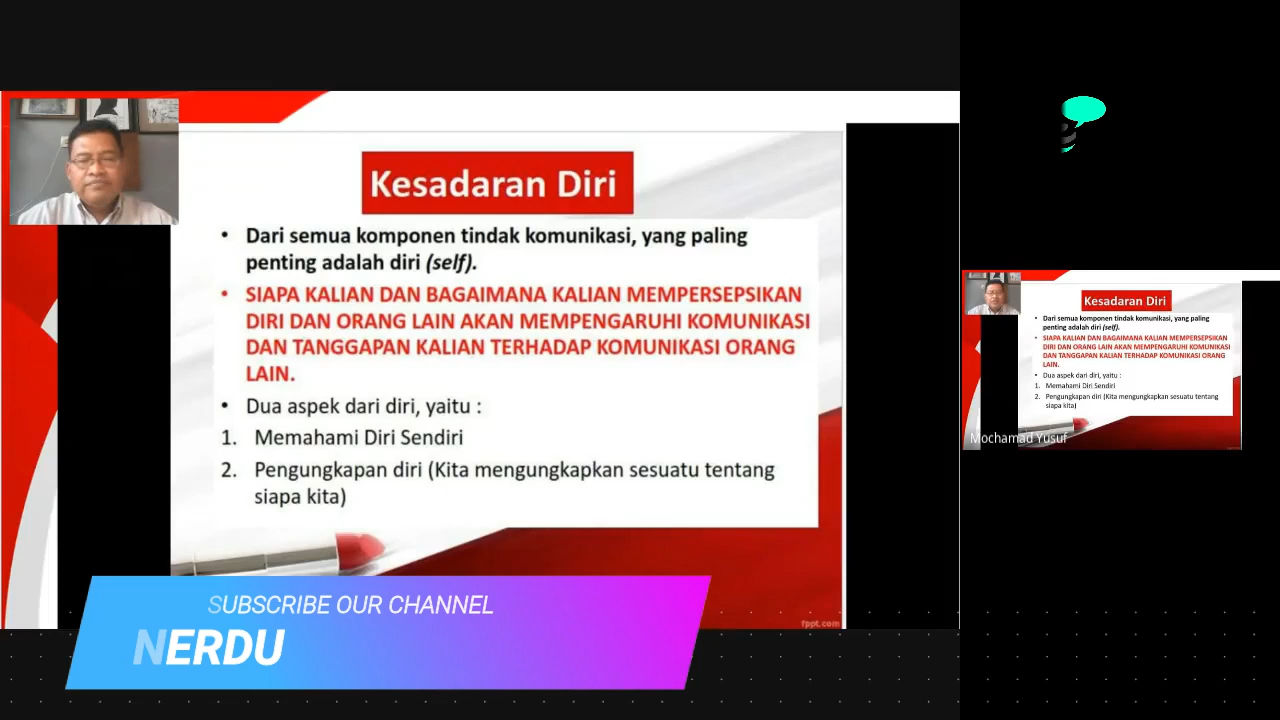 Kesadaran Diri
• Dari semua komponen tindak komunikasi, yang paling
penting adalah diri (self).
• SIAPA KALIAN DAN BAGAIMANA KALIAN MEMPERSEPSIKAN
DIRI DAN ORANG LAIN AKAN MEMPENGARUHI KOMUNIKASI
DAN TANGGAPAN KALIAN TERHADAP KOMUNIKASI ORANG
LAIN.
• Dua aspek dari diri, yaitu :
1. Memahami Diri Sendiri
2. Pengungkapan diri (Kita mengungkapkan sesuatu tentang
siapa kita)
fppt.com
SUBSCRIBE OUR CHANNEL
NERDU
Kesadaran Diri
• Dari semua komponen tindak komunikasi, yang paling
penting adalah diri (self).
• SIAPA KALIAN DAN BAGAIMANA KALIAN MEMPERSEPSIKAN
DIRI DAN ORANG LAIN AKAN MEMPENGARUHI KOMUNIKASI
DAN TANGGAPAN KALIAN TERHADAP KOMUNIKASI ORANG
LAIN.
• Dua aspek dari diri, yaitu :
1. Memahami Diri Sendiri
2. Pengungkapan diri (Kita mengungkapkan sesuatu tentang
siapa kita)
Mochamad Yusuf